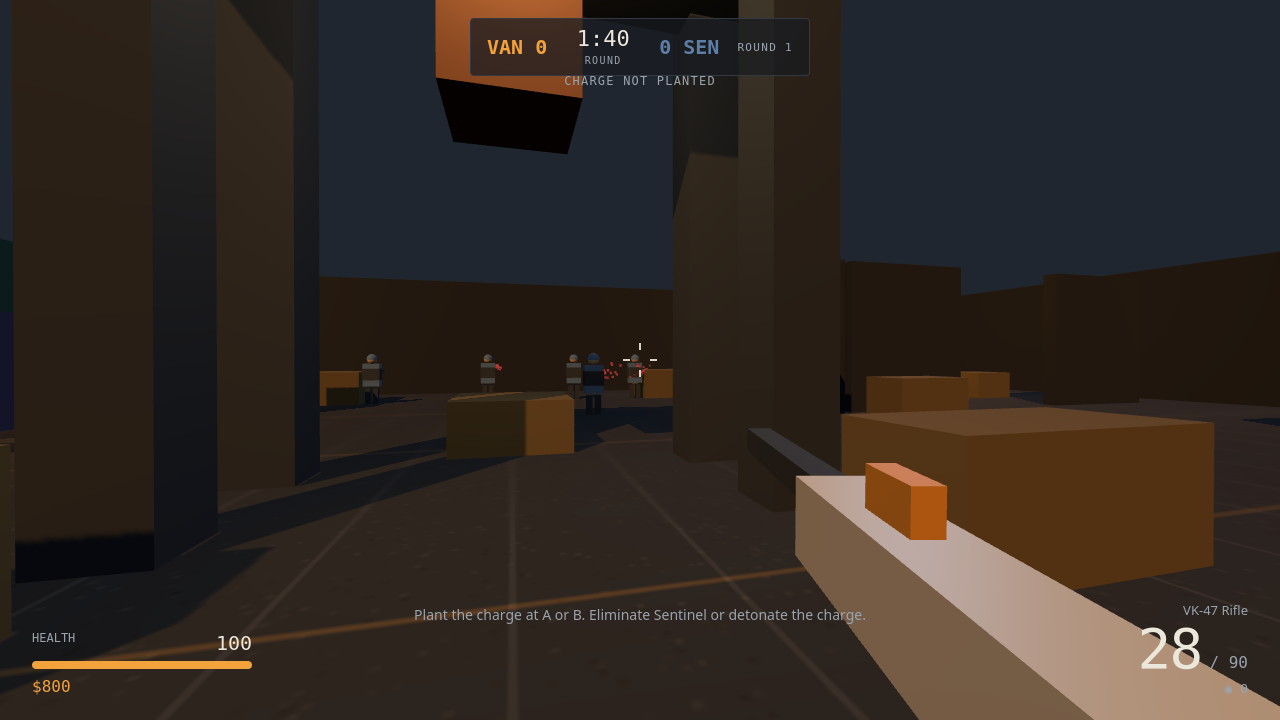 VAN 0
1:40
ROUND
0 SEN
ROUND 1
CHARGE NOT PLANTED
Plant the charge at A or B. Eliminate Sentinel or detonate the charge.
HEALTH
100
$800
VK-47 Rifle
28 / 90
0